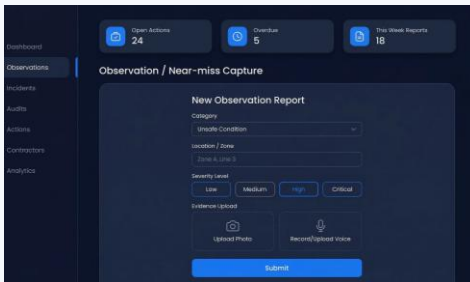 Open Actions
24
Overdue
5
This Week Reports
18
Dashboard
Observations
Incidents
Audits
Actions
Contractors
Analytics
Observation / Near-miss Capture
New Observation Report
Category
Unsafe Condition
Location / Zone
Zone 4, Line 3
Severity Level
Low
Medium
High
Critical
Evidence Upload
Upload Photo
Record/Upload Voice
Submit